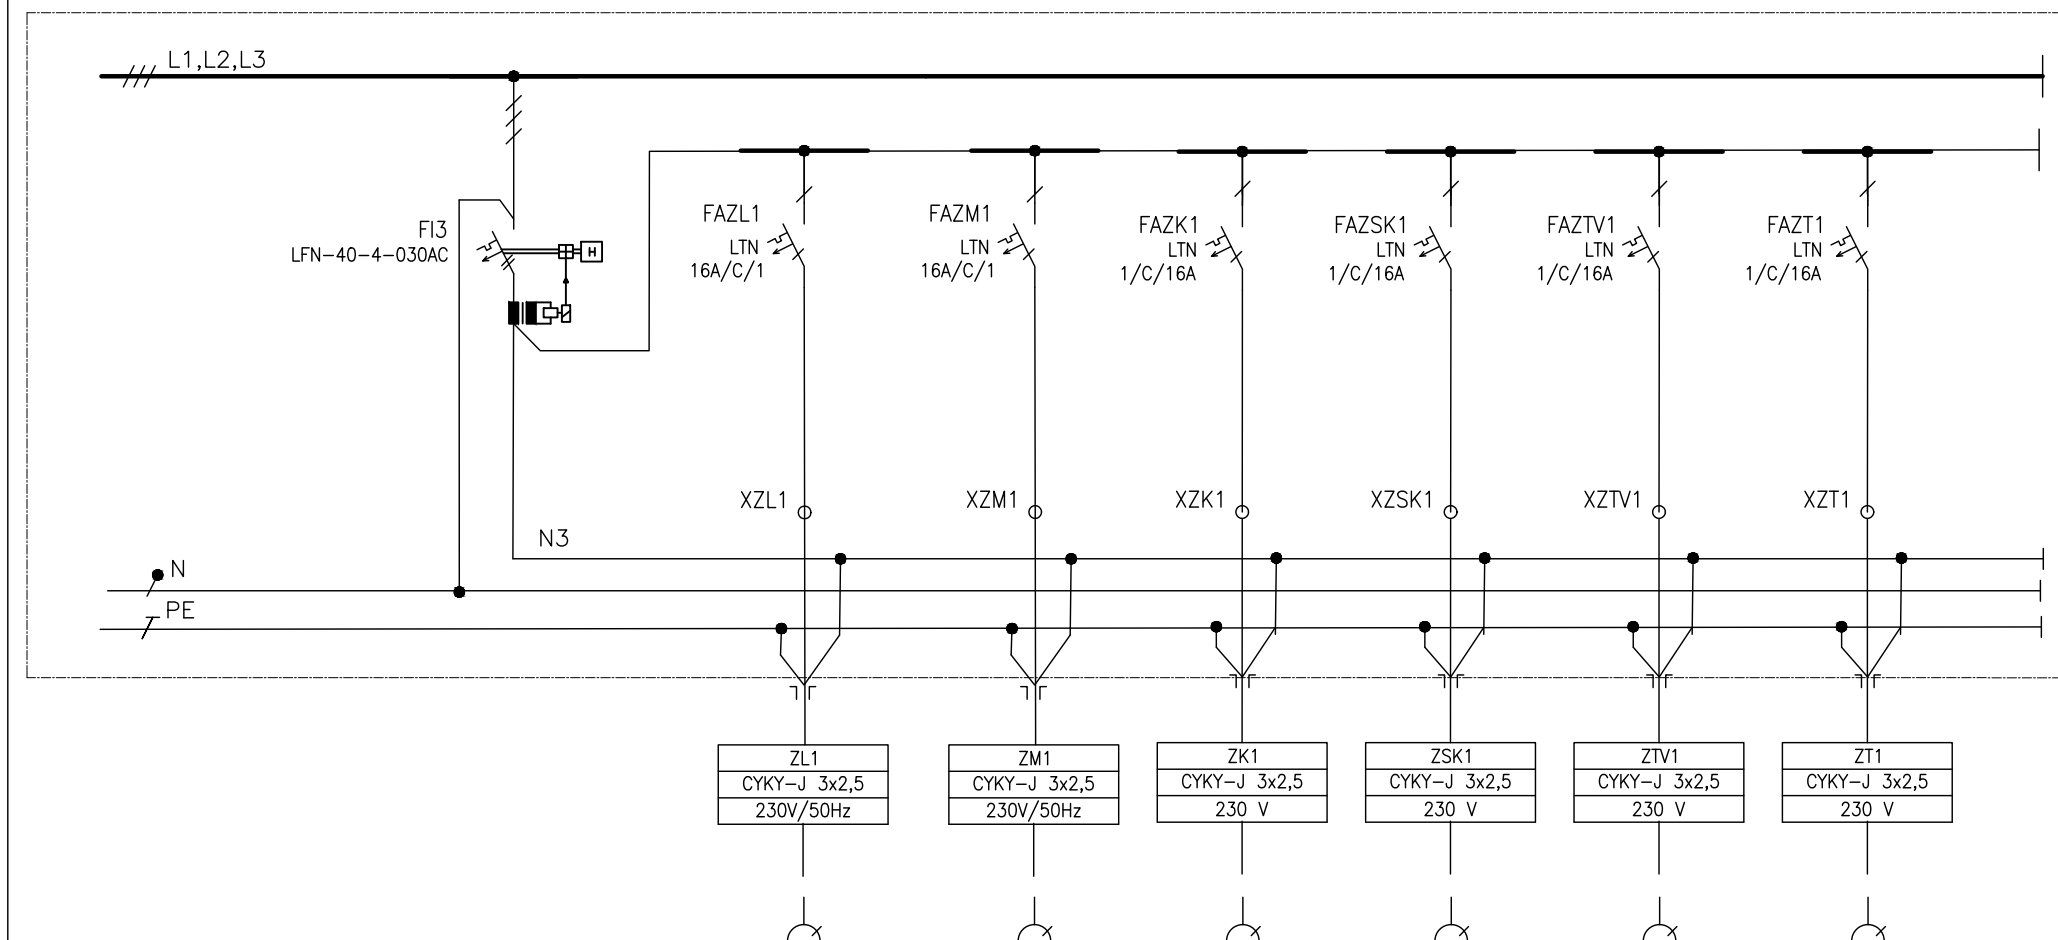 L1,L2,L3
FI3
LFN-40-4-030AC
H
FAZL1
LTN
16A/C/1
FAZM1
LTN
16A/C/1
FAZK1
LTN
1/C/16A
FAZSK1
LTN
1/C/16A
FAZTV1
LTN
1/C/16A
FAZT1
LTN
1/C/16A
XZL1
XZM1
XZK1
XZSK1
XZTV1
XZT1
N3
N
PE
ZL1
CYKY-J 3x2,5
230V/50Hz
ZM1
CYKY-J 3x2,5
230V/50Hz
ZK1
CYKY-J 3x2,5
230 V
ZSK1
CYKY-J 3x2,5
230 V
ZTV1
CYKY-J 3x2,5
230 V
ZT1
CYKY-J 3x2,5
230 V